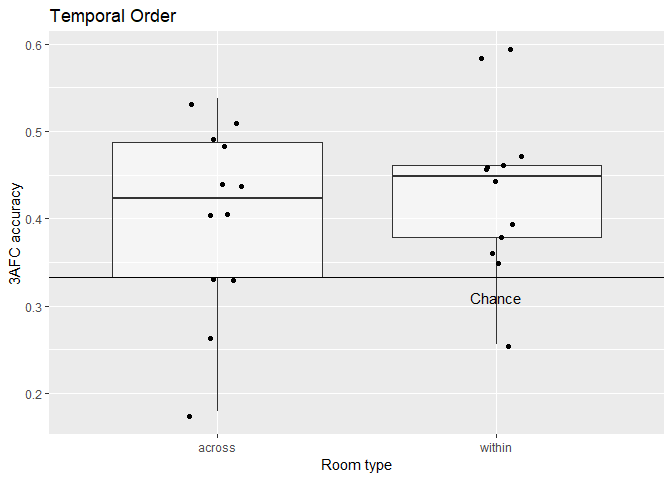 Temporal Order
3AFC accuracy
0.6
0.5
0.4
0.3
0.2
Chance
across within
Room type